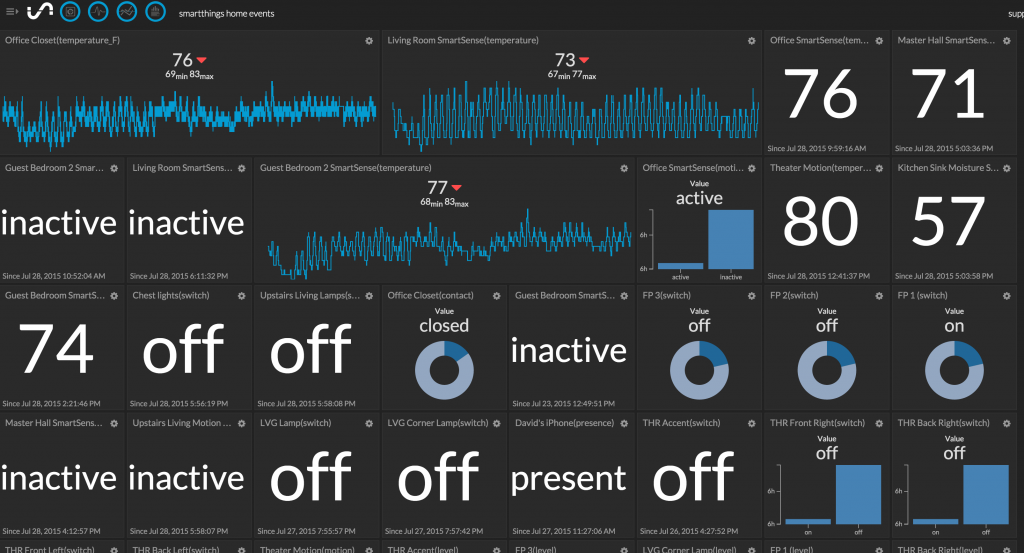 smartthings home events
supp
Office Closet(temperature_F)
76
69min 83max
Living Room SmartSense(temperature)
73
67min 77max
Office SmartSense(tem...
76
Since Jul 28, 2015 9:59:16 AM
Master Hall SmartSens...
71
Since Jul 28, 2015 5:03:36 PM
Guest Bedroom 2 Smar...
inactive
Since Jul 28, 2015 10:52:04 AM
Living Room SmartSens...
inactive
Since Jul 28, 2015 6:11:32 PM
Guest Bedroom 2 SmartSense(temperature)
77
68min 83max
Office SmartSense(moti...
Value
active
6h
6h
active
inactive
Theater Motion(temper...
80
Since Jul 28, 2015 12:41:37 PM
Kitchen Sink Moisture S...
57
Since Jul 28, 2015 5:03:58 PM
Guest Bedroom SmartS...
74
Since Jul 28, 2015 2:21:46 PM
Chest lights(switch)
off
Since Jul 28, 2015 5:56:19 PM
Upstairs Living Lamps(s...
off
Since Jul 28, 2015 5:58:08 PM
Office Closet(contact)
Value
closed
Guest Bedroom SmartS...
inactive
Since Jul 23, 2015 12:49:51 PM
FP 3(switch)
Value
off
FP 2(switch)
Value
off
FP 1 (switch)
Value
on
Master Hall SmartSens...
inactive
Since Jul 28, 2015 4:12:57 PM
Upstairs Living Motion ...
inactive
Since Jul 28, 2015 5:58:07 PM
LVG Lamp(switch)
off
Since Jul 27, 2015 7:55:57 PM
LVG Corner Lamp(switch)
off
Since Jul 27, 2015 7:57:42 PM
David's iPhone(presence)
present
Since Jul 27, 2015 11:27:06 AM
THR Accent(switch)
off
Since Jul 26, 2015 4:27:52 PM
THR Front Right(switch)
Value
off
6h
6h
on
off
THR Back Right(switch)
Value
off
6h
6h
on
off
THR Front Left(switch)
THR Back Left(switch)
Theater Motion(motion)
THR Accent(level)
FP 3(level)
LVG Corner Lamp(level)
FP 1 (level)
THR Back Right(level)